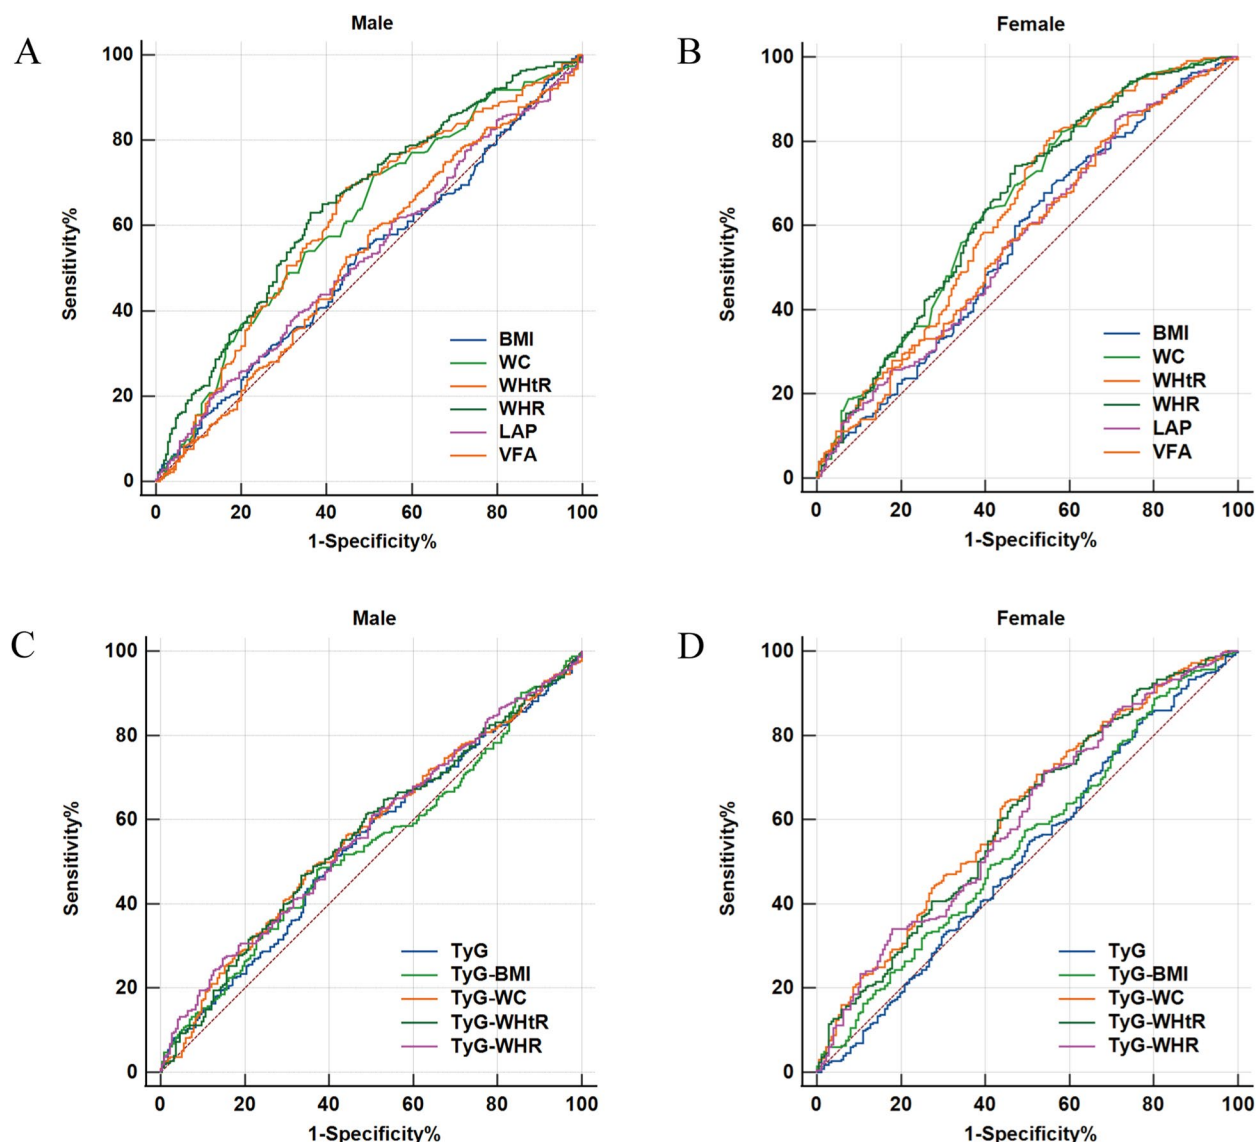 A
Male
100
80
60
40
20
0
Sensitivity%
BMI
WC
WHtR
WHR
LAP
VFA
0 20 40 60 80 100
1-Specificity%
B
Female
100
80
60
40
20
0
Sensitivity%
BMI
WC
WHtR
WHR
LAP
VFA
0 20 40 60 80 100
1-Specificity%
C
Male
100
80
60
40
20
0
Sensitivity%
TyG
TyG-BMI
TyG-WC
TyG-WHtR
TyG-WHR
0 20 40 60 80 100
1-Specificity%
D
Female
100
80
60
40
20
0
Sensitivity%
TyG
TyG-BMI
TyG-WC
TyG-WHtR
TyG-WHR
0 20 40 60 80 100
1-Specificity%